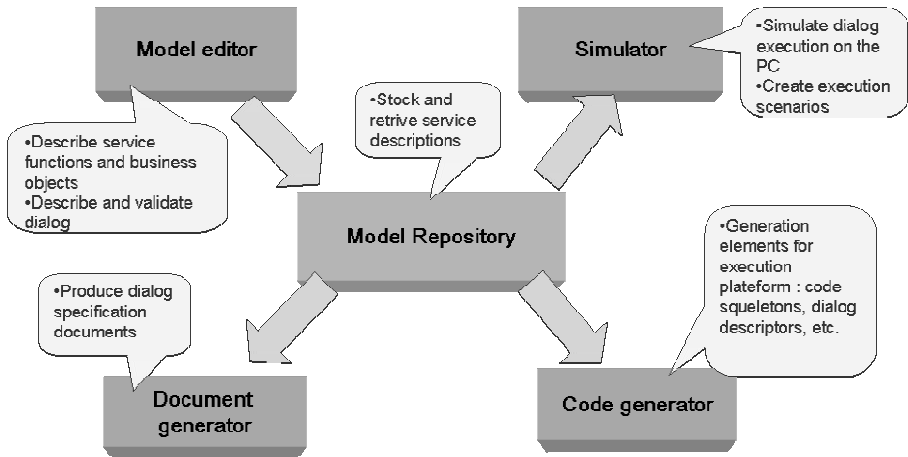 Model editor
Simulator
•Simulate dialog
execution on the
PC
•Create execution
scenarios
•Stock and
retrive service
descriptions
•Describe service
functions and business
objects
•Describe and validate
dialog
Model Repository
•Generation
elements for
execution
plateform : code
squeletons, dialog
descriptors, etc.
•Produce dialog
specification
documents
Document
generator
Code generator